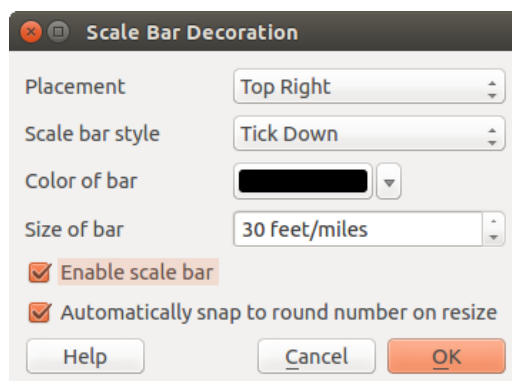 Scale Bar Decoration
Placement Top Right
Scale bar style Tick Down
Color of bar
Size of bar 30 feet/miles
Enable scale bar
Automatically snap to round number on resize
Help Cancel OK